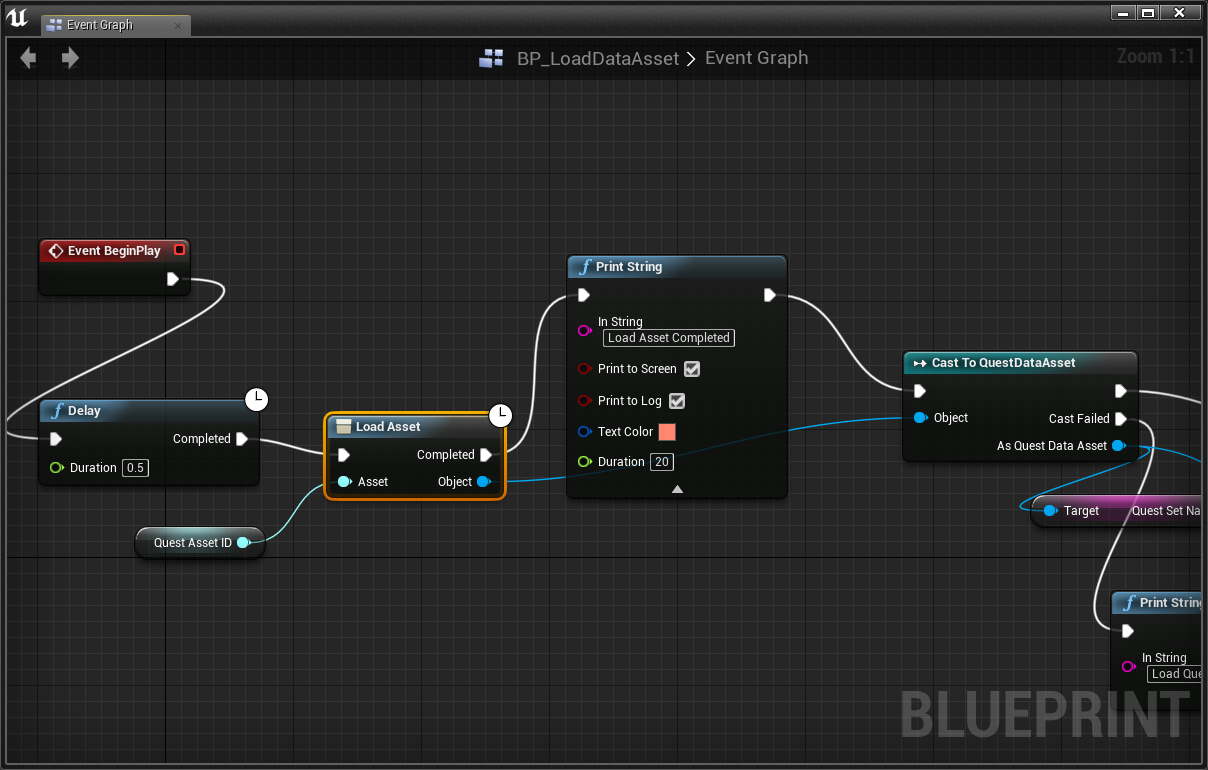 Event Graph
BP_LoadDataAsset > Event Graph
Zoom 1:1
Event BeginPlay
Delay
Completed
Duration 0.5
Quest Asset ID
Load Asset
Completed
Asset Object
Print String
In String
Load Asset Completed
Print to Screen
Print to Log
Text Color
Duration 20
Cast To QuestDataAsset
Object
Cast Failed
As Quest Data Asset
Target Quest Set Na
Print String
In String
Load Que
BLUEPRINT